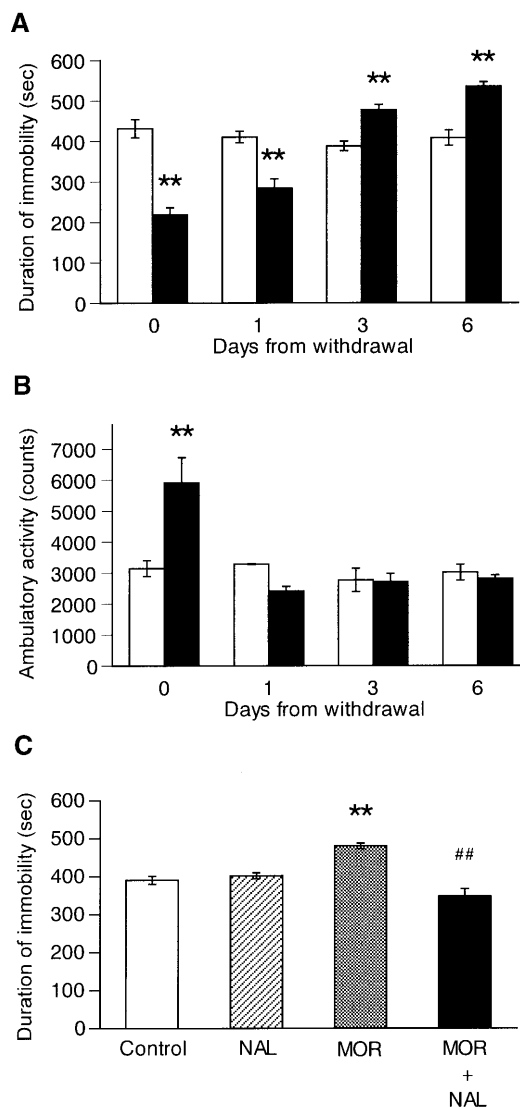 A
Duration of immobility (sec)
600
500
400
300
200
100
0
**
**
**
**
0 1 3 6
Days from withdrawal
B
Ambulatory activity (counts)
7000
6000
5000
4000
3000
2000
1000
0
**
0 1 3 6
Days from withdrawal
C
Duration of immobility (sec)
600
500
400
300
200
100
0
**
##
Control NAL MOR MOR
+
NAL